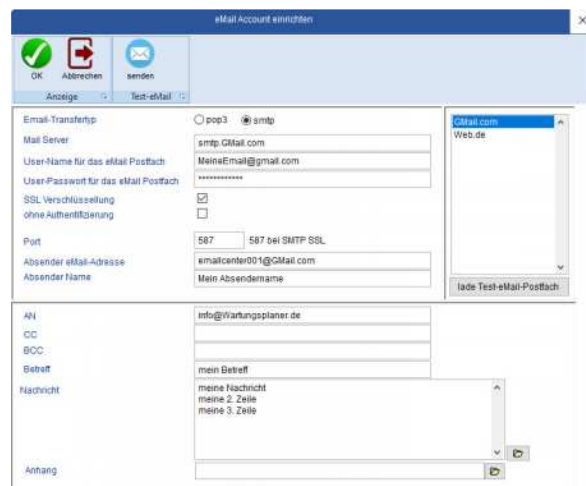 eMail Account einrichten
OK Abbrechen senden
Anzeige Test-eMail
Email-Transfertyp pop3 smtp
Mail Server smtp.GMail.com
User-Name für das eMail Postfach MeineEmail@gmail.com
User-Passwort für das eMail Postfach ************
SSL Verschlüsselung
ohne Authentifizierung
Port 587 587 bei SMTP SSL
Absender eMail-Adresse emailcenter001@GMail.com
Absender Name Mein Absendername
GMail.com
Web.de
lade Test-eMail-Postfach
AN info@Wartungsplaner.de
CC
BCC
Betreff mein Betreff
Nachricht meine Nachricht
meine 2. Zeile
meine 3. Zeile
Anhang